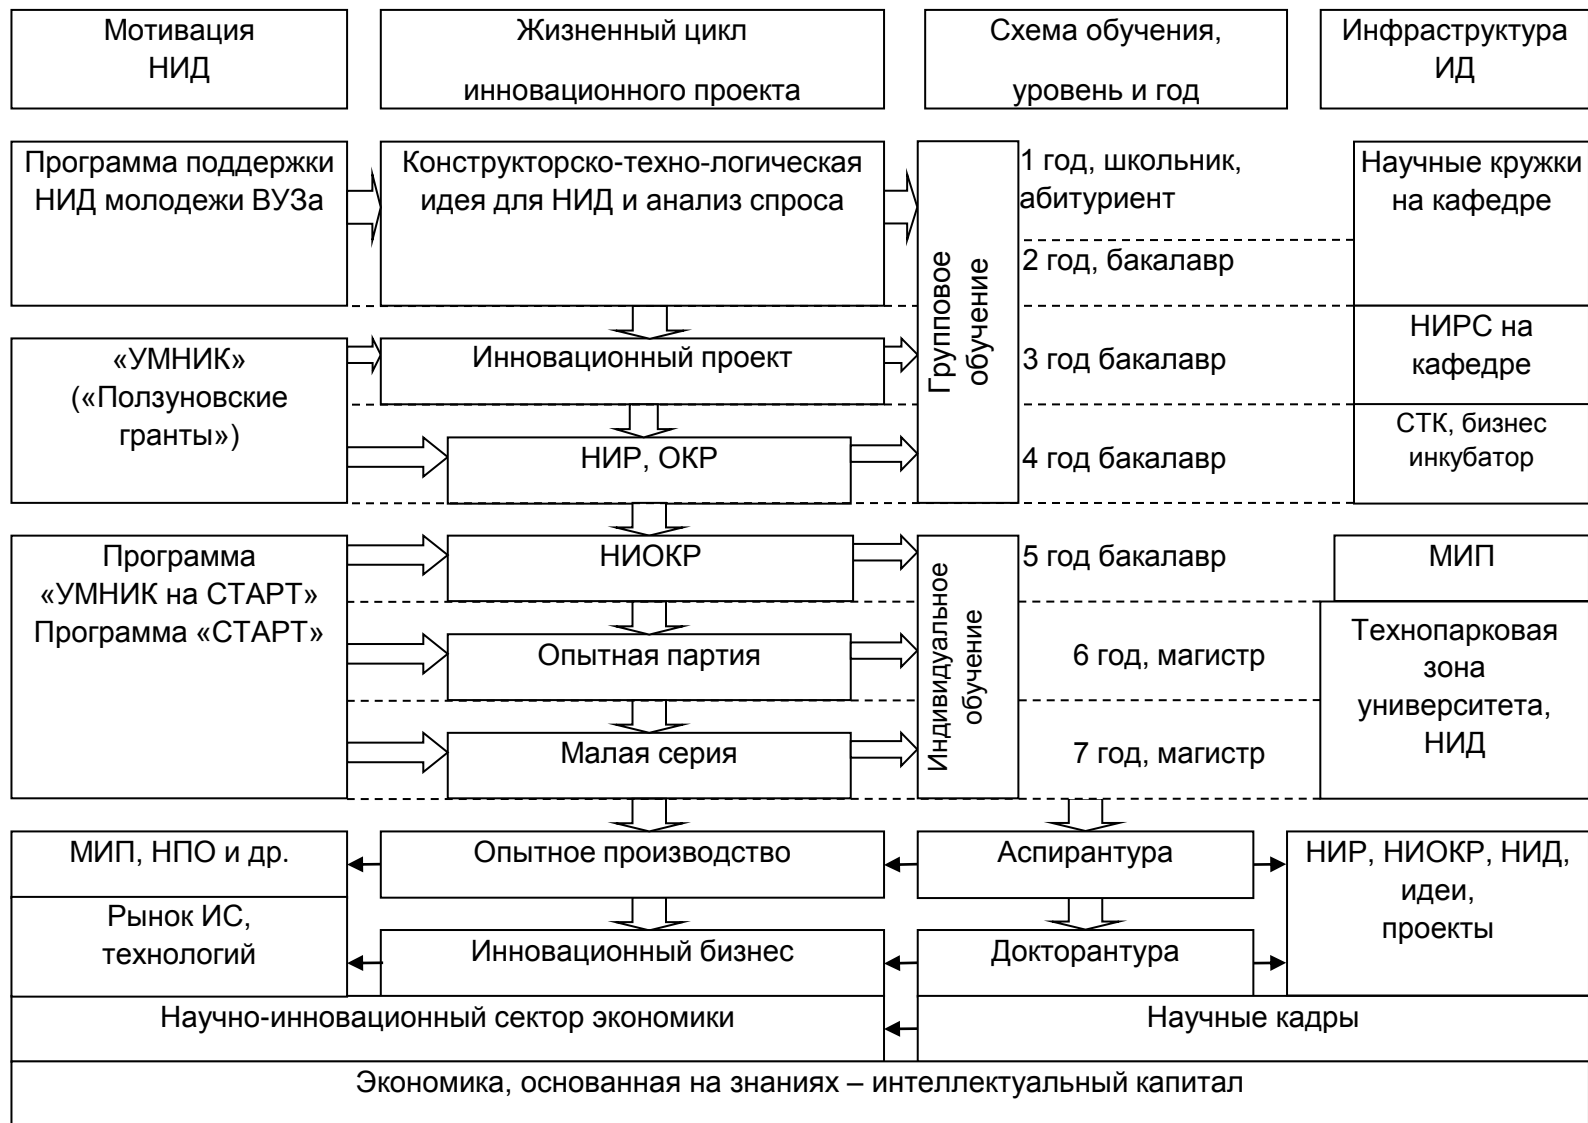 Мотивация
НИД
Жизненный цикл
инновационного проекта
Схема обучения,
уровень и год
Инфраструктура
ИД
Программа поддержки
НИД молодежи ВУЗа
Конструкторско-техно-логическая
идея для НИД и анализ спроса
1 год, школьник,
абитуриент
2 год, бакалавр
Научные кружки
на кафедре
Групповое
обучение
«УМНИК»
(«Ползуновские
гранты»)
Инновационный проект
3 год бакалавр
НИРС на
кафедре
НИР, ОКР
4 год бакалавр
СТК, бизнес
инкубатор
Программа
«УМНИК на СТАРТ»
Программа «СТАРТ»
НИОКР
Индивидуальное
обучение
5 год бакалавр
МИП
Опытная партия
6 год, магистр
Технопарковая
зона
университета,
НИД
Малая серия
7 год, магистр
МИП, НПО и др.
Опытное производство
Аспирантура
НИР, НИОКР, НИД,
идеи,
проекты
Рынок ИС,
технологий
Инновационный бизнес
Докторантура
Научно-инновационный сектор экономики
Научные кадры
Экономика, основанная на знаниях – интеллектуальный капитал